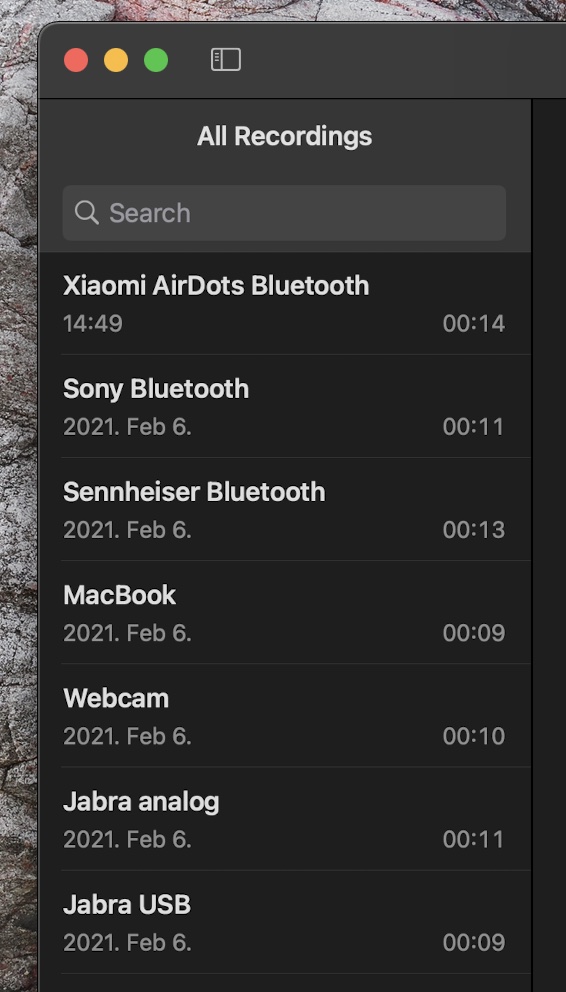 All Recordings
Search
Xiaomi AirDots Bluetooth
14:49 00:14
Sony Bluetooth
2021. Feb 6. 00:11
Sennheiser Bluetooth
2021. Feb 6. 00:13
MacBook
2021. Feb 6. 00:09
Webcam
2021. Feb 6. 00:10
Jabra analog
2021. Feb 6. 00:11
Jabra USB
2021. Feb 6. 00:09